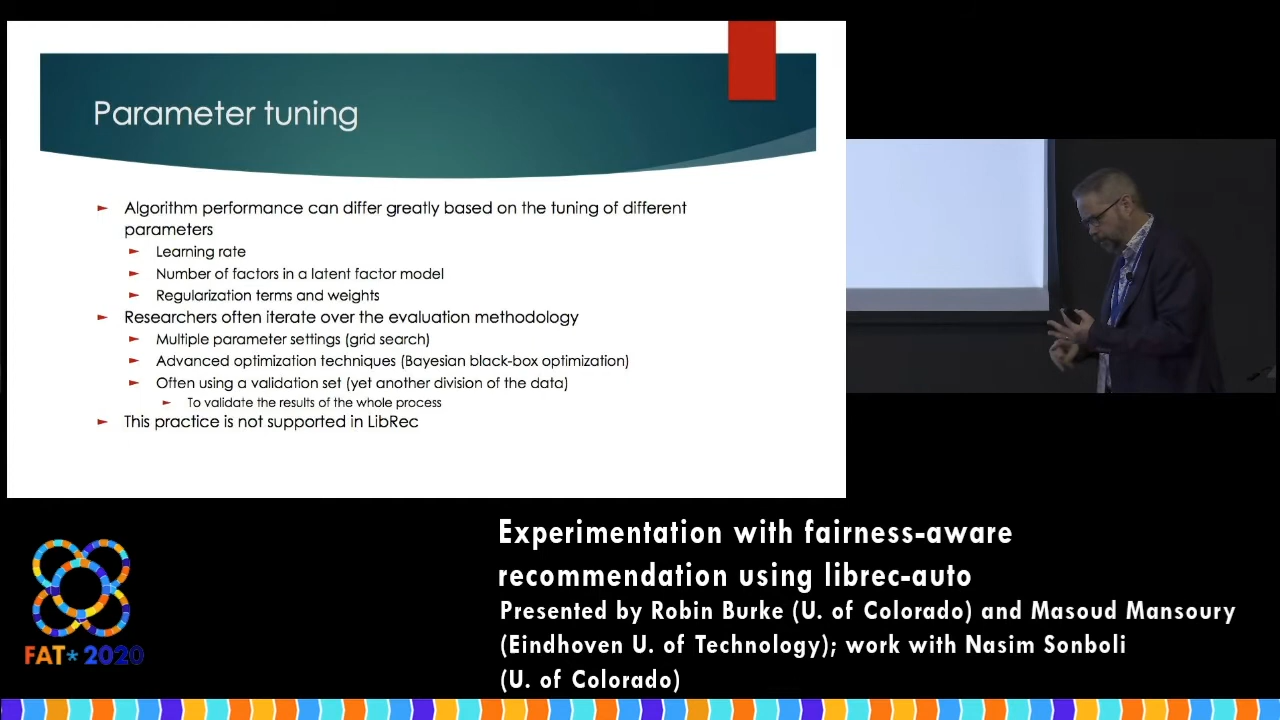 Parameter tuning
Algorithm performance can differ greatly based on the tuning of different
parameters
Learning rate
Number of factors in a latent factor model
Regularization terms and weights
Researchers often iterate over the evaluation methodology
Multiple parameter settings (grid search)
Advanced optimization techniques (Bayesian black-box optimization)
Often using a validation set (yet another division of the data)
To validate the results of the whole process
This practice is not supported in LibRec
Experimentation with fairness-aware
recommendation using librec-auto
Presented by Robin Burke (U. of Colorado) and Masoud Mansoury
(Eindhoven U. of Technology); work with Nasim Sonboli
(U. of Colorado)
FAT* 2020